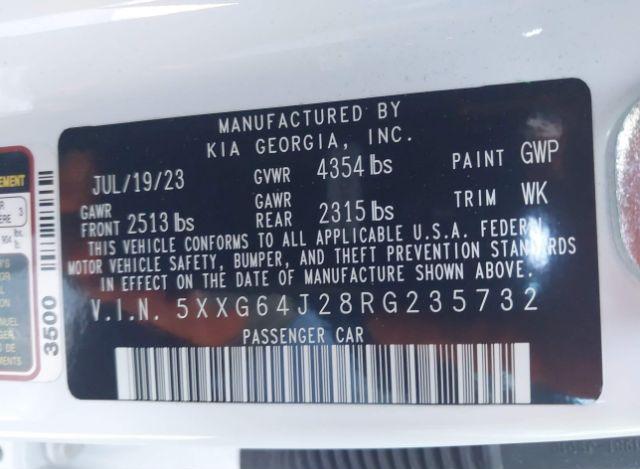 MANUFACTURED BY
KIA GEORGIA, INC.
JUL/19/23 GVWR 4354 lbs PAINT GWP
GAWR FRONT 2513 lbs GAWR REAR 2315 lbs TRIM WK
THIS VEHICLE CONFORMS TO ALL APPLICABLE U.S.A. FEDERAL
MOTOR VEHICLE SAFETY, BUMPER, AND THEFT PREVENTION STANDARDS
IN EFFECT ON THE DATE OF MANUFACTURE SHOWN ABOVE.
V.I.N. 5XXG64J28RG235732
PASSENGER CAR
3500